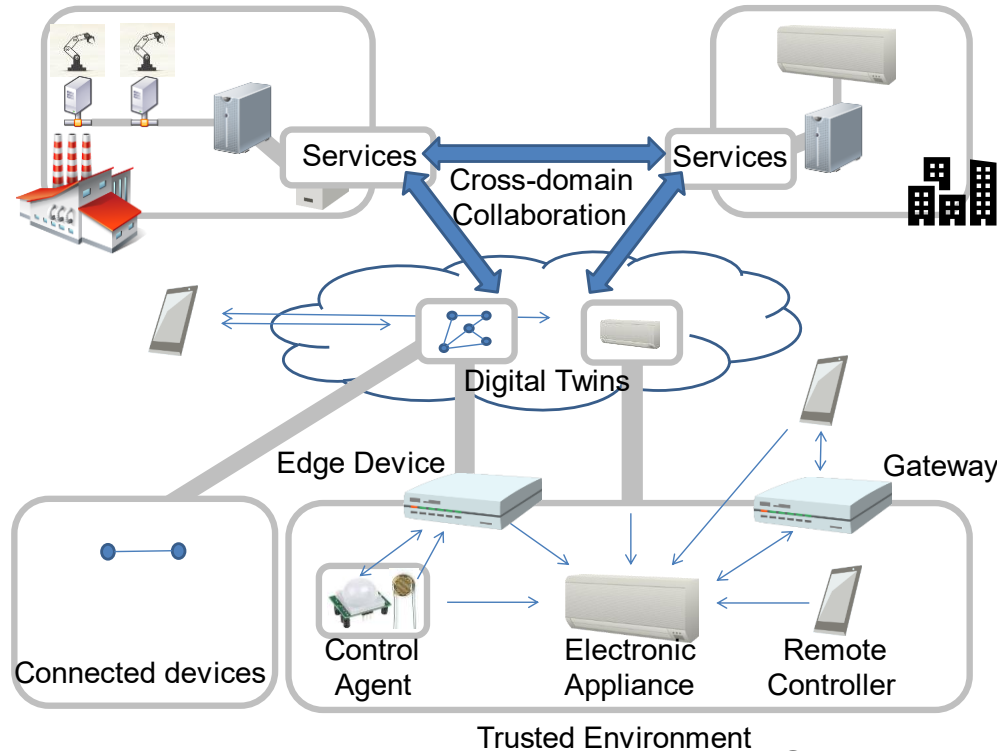 Services
Services
Cross-domain
Collaboration
Digital Twins
Edge Device
Gateway
Connected devices
Control
Agent
Electronic
Appliance
Remote
Controller
Trusted Environment